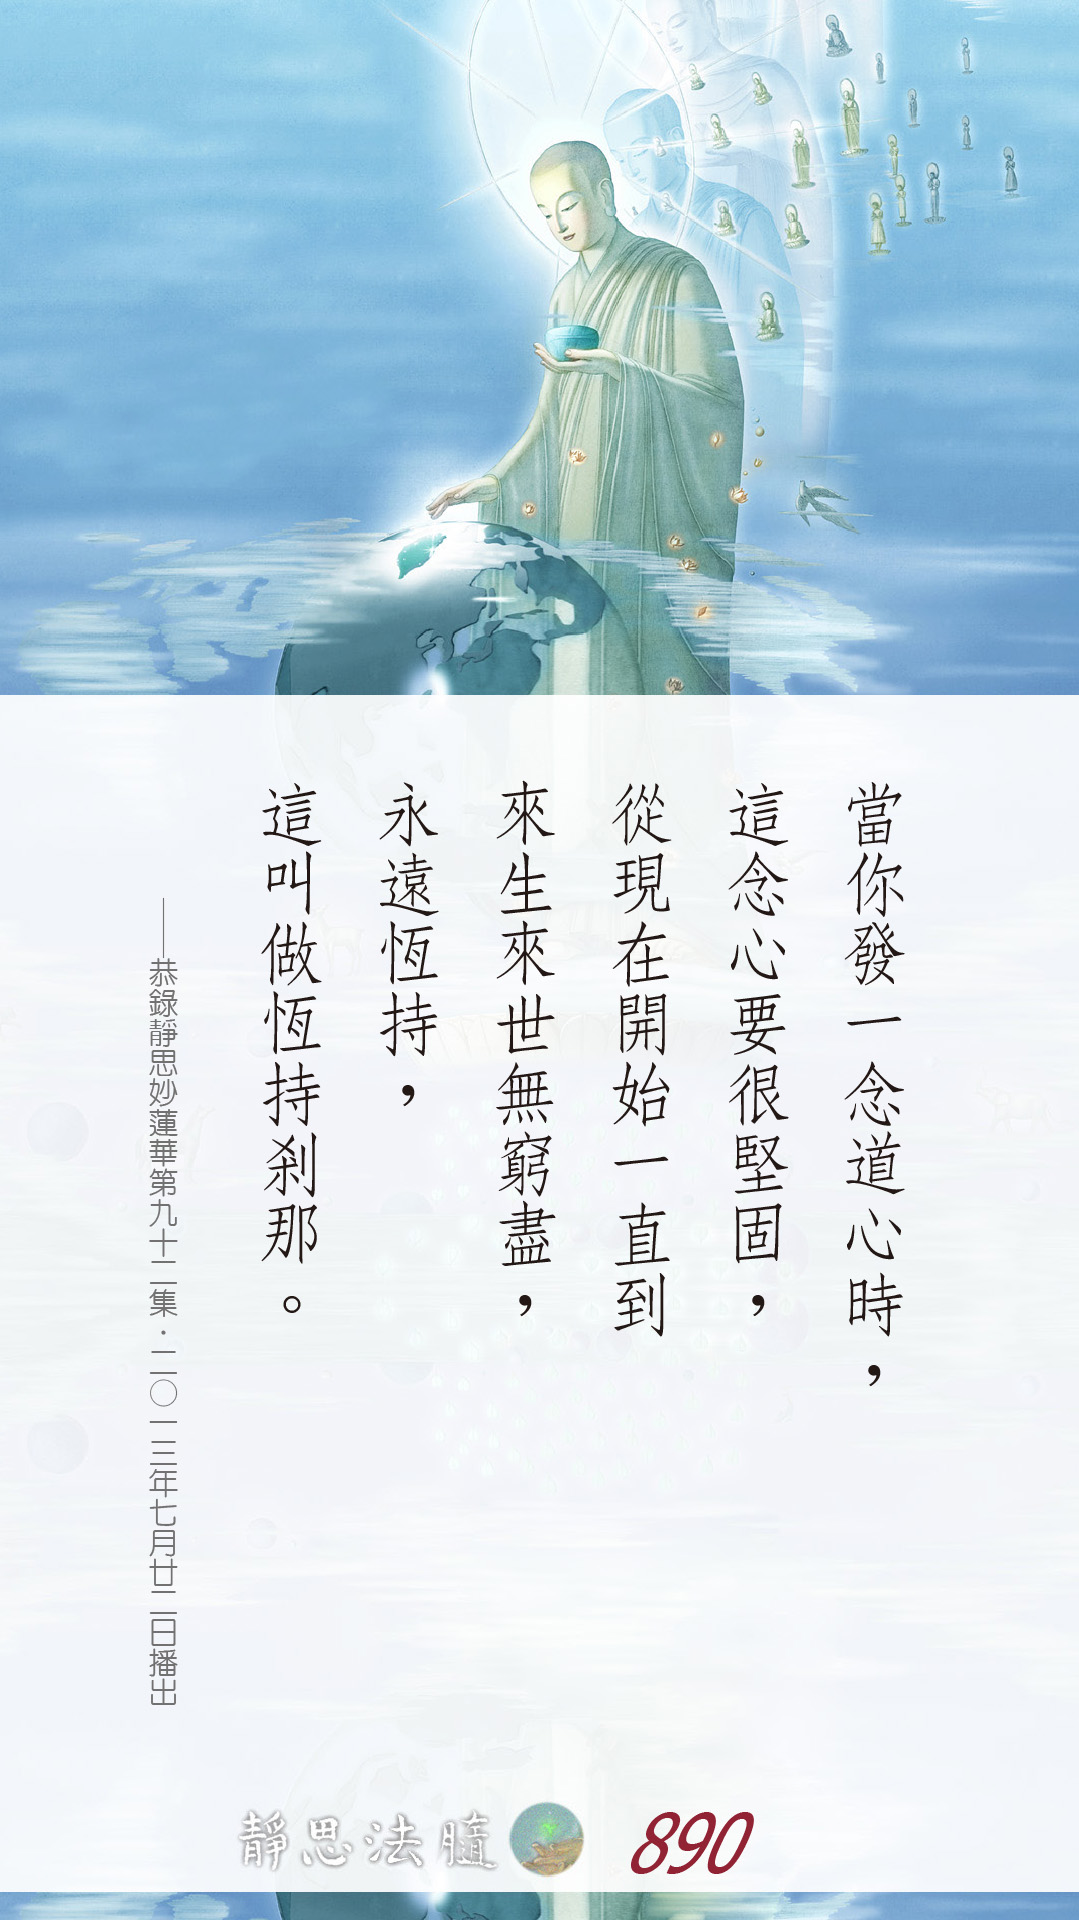 當你發一念道心時，
這念心要很堅固，
從現在開始一直到
來生來世無窮盡，
永遠恆持，
這叫做恆持剎那。
——恭錄靜思妙蓮華第九十二集·二〇一三年七月廿二日播出
靜思法髓
890